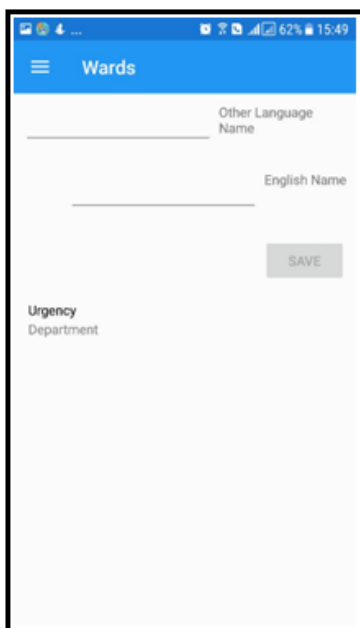 ... 62% 15:49
Wards
Other Language
Name
English Name
SAVE
Urgency
Department